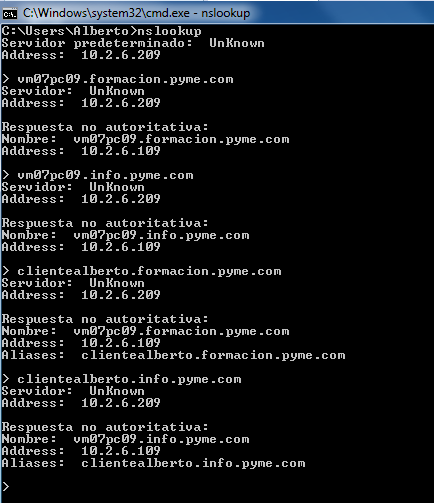 C:\Windows\system32\cmd.exe - nslookup
C:\Users\Alberto>nslookup
Servidor predeterminado:  UnKnown
Address:  10.2.6.209
> vm07pc09.formacion.pyme.com
Servidor:  UnKnown
Address:  10.2.6.209
Respuesta no autoritativa:
Nombre:  vm07pc09.formacion.pyme.com
Address:  10.2.6.109
> vm07pc09.info.pyme.com
Servidor:  UnKnown
Address:  10.2.6.209
Respuesta no autoritativa:
Nombre:  vm07pc09.info.pyme.com
Address:  10.2.6.109
> clientealberto.formacion.pyme.com
Servidor:  UnKnown
Address:  10.2.6.209
Respuesta no autoritativa:
Nombre:  vm07pc09.formacion.pyme.com
Address:  10.2.6.109
Aliases:  clientealberto.formacion.pyme.com
> clientealberto.info.pyme.com
Servidor:  UnKnown
Address:  10.2.6.209
Respuesta no autoritativa:
Nombre:  vm07pc09.info.pyme.com
Address:  10.2.6.109
Aliases:  clientealberto.info.pyme.com
>